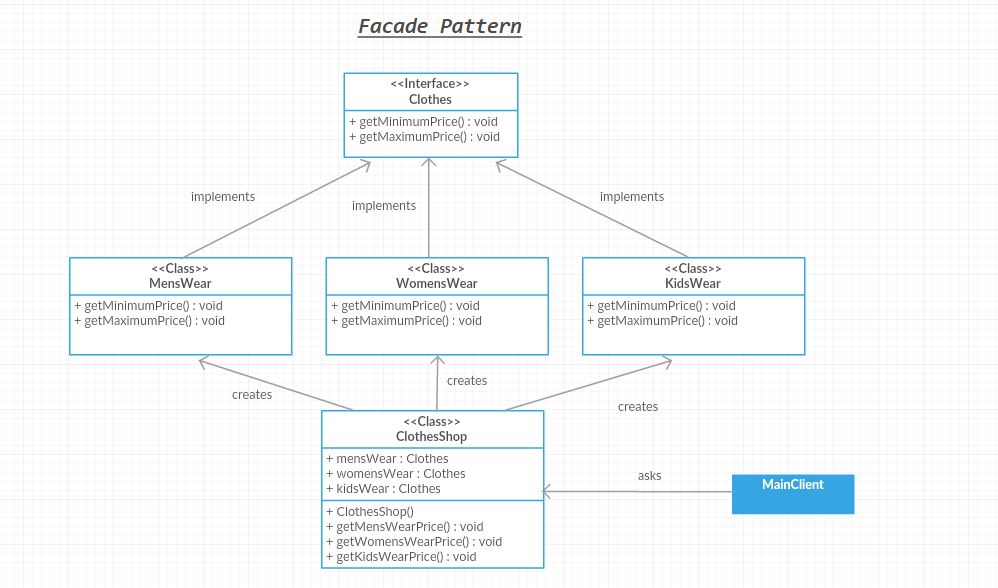 Facade Pattern
<<Interface>>
Clothes
+ getMinimumPrice() : void
+ getMaximumPrice() : void
implements
implements
implements
<<Class>>
MensWear
+ getMinimumPrice() : void
+ getMaximumPrice() : void
<<Class>>
WomensWear
+ getMinimumPrice() : void
+ getMaximumPrice() : void
<<Class>>
KidsWear
+ getMinimumPrice() : void
+ getMaximumPrice() : void
creates
creates
creates
<<Class>>
ClothesShop
+ mensWear : Clothes
+ womensWear : Clothes
+ kidsWear : Clothes
+ ClothesShop()
+ getMensWearPrice() : void
+ getWomensWearPrice() : void
+ getKidsWearPrice() : void
asks
MainClient